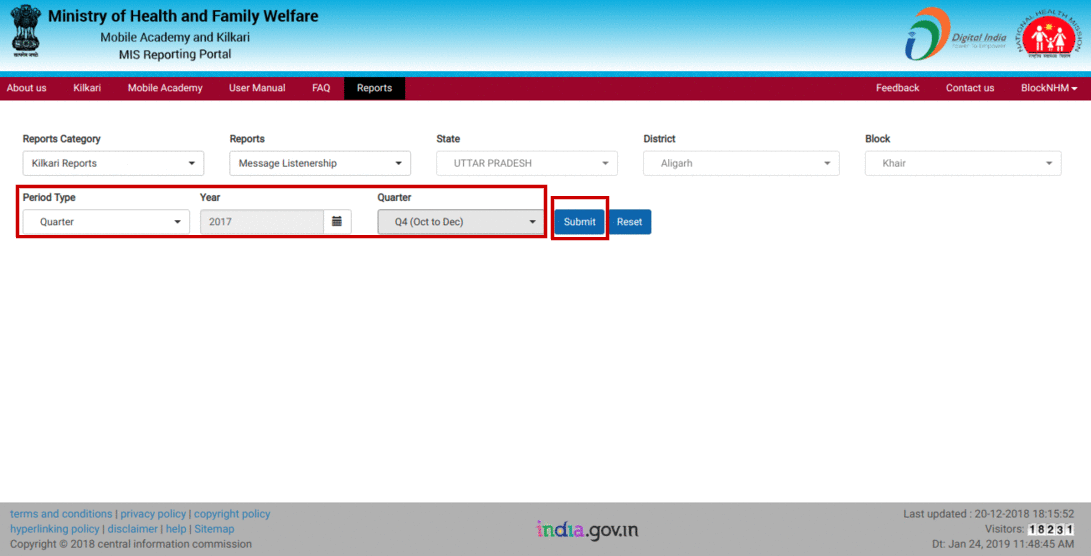 Ministry of Health and Family Welfare
Mobile Academy and Kilkari
MIS Reporting Portal
Digital India
Power To Empower
NATIONAL HEALTH MISSION
About us Kilkari Mobile Academy User Manual FAQ Reports Feedback Contact us BlockNHM
Reports Category Reports State District Block
Kilkari Reports Message Listenership UTTAR PRADESH Aligarh Khair
Period Type Year Quarter
Quarter 2017 Q4 (Oct to Dec) Submit Reset
terms and conditions | privacy policy | copyright policy
hyperlinking policy | disclaimer | help | Sitemap
Copyright © 2018 central information commission
india.gov.in
Last updated : 20-12-2018 18:15:52
Visitors: 18231
Dt: Jan 24, 2019 11:48:45 AM